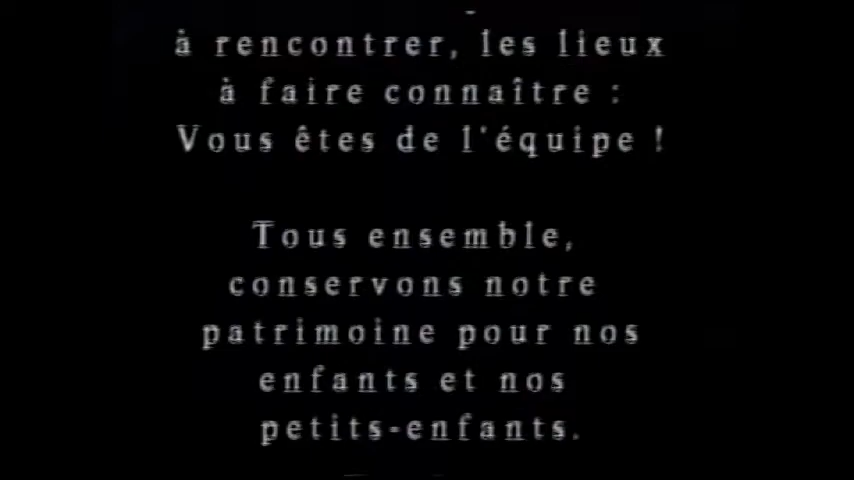 à rencontrer, les lieux
à faire connaître :
Vous êtes de l'équipe !
Tous ensemble,
conservons notre
patrimoine pour nos
enfants et nos
petits-enfants.